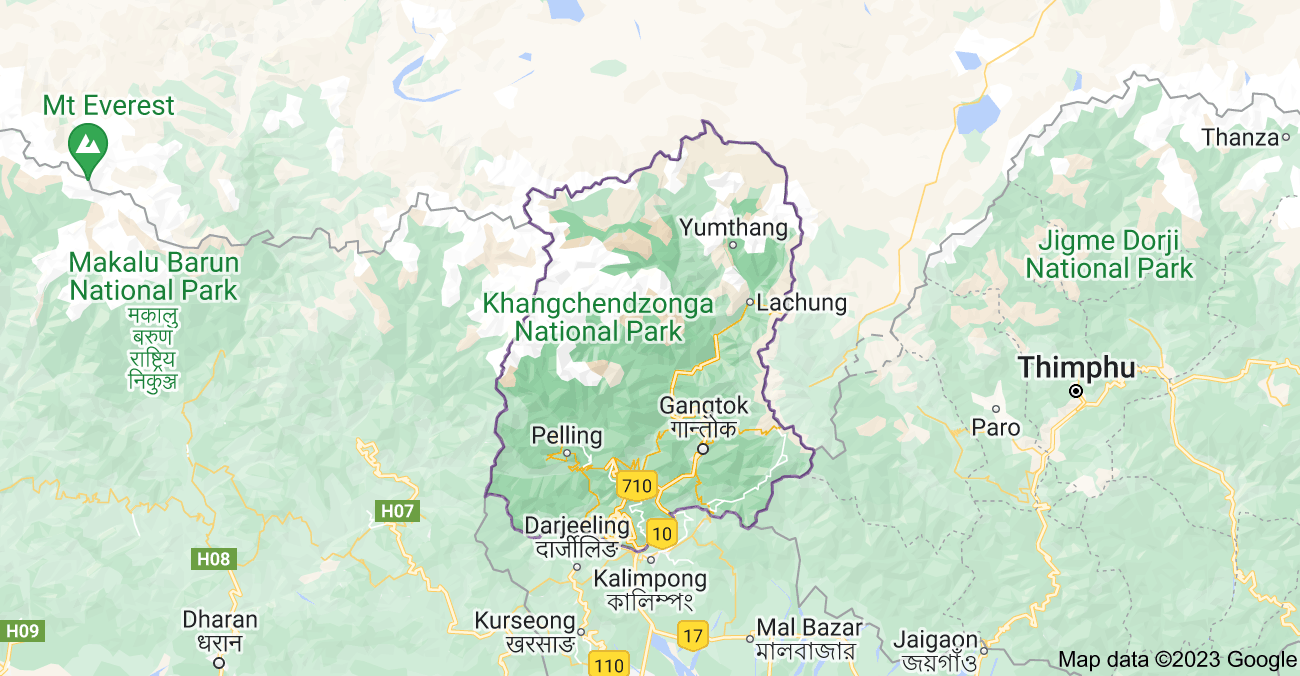 Mt Everest
Thanza
Yumthang
Jigme Dorji
National Park
Makalu Barun
National Park
मकालु
बरुण
राष्ट्रिय
निकुञ्ज
Khangchendzonga
National Park
Lachung
Thimphu
Gangtok
गान्तोक
Paro
Pelling
710
H07
Darjeeling
दार्जीलिङ
10
H08
Kalimpong
কালিম্পং
Dharan
धरान
Kurseong
खरसाङ
H09
17
Mal Bazar
মালবাজার
Jaigaon
জয়গাঁও
110
Map data ©2023 Google